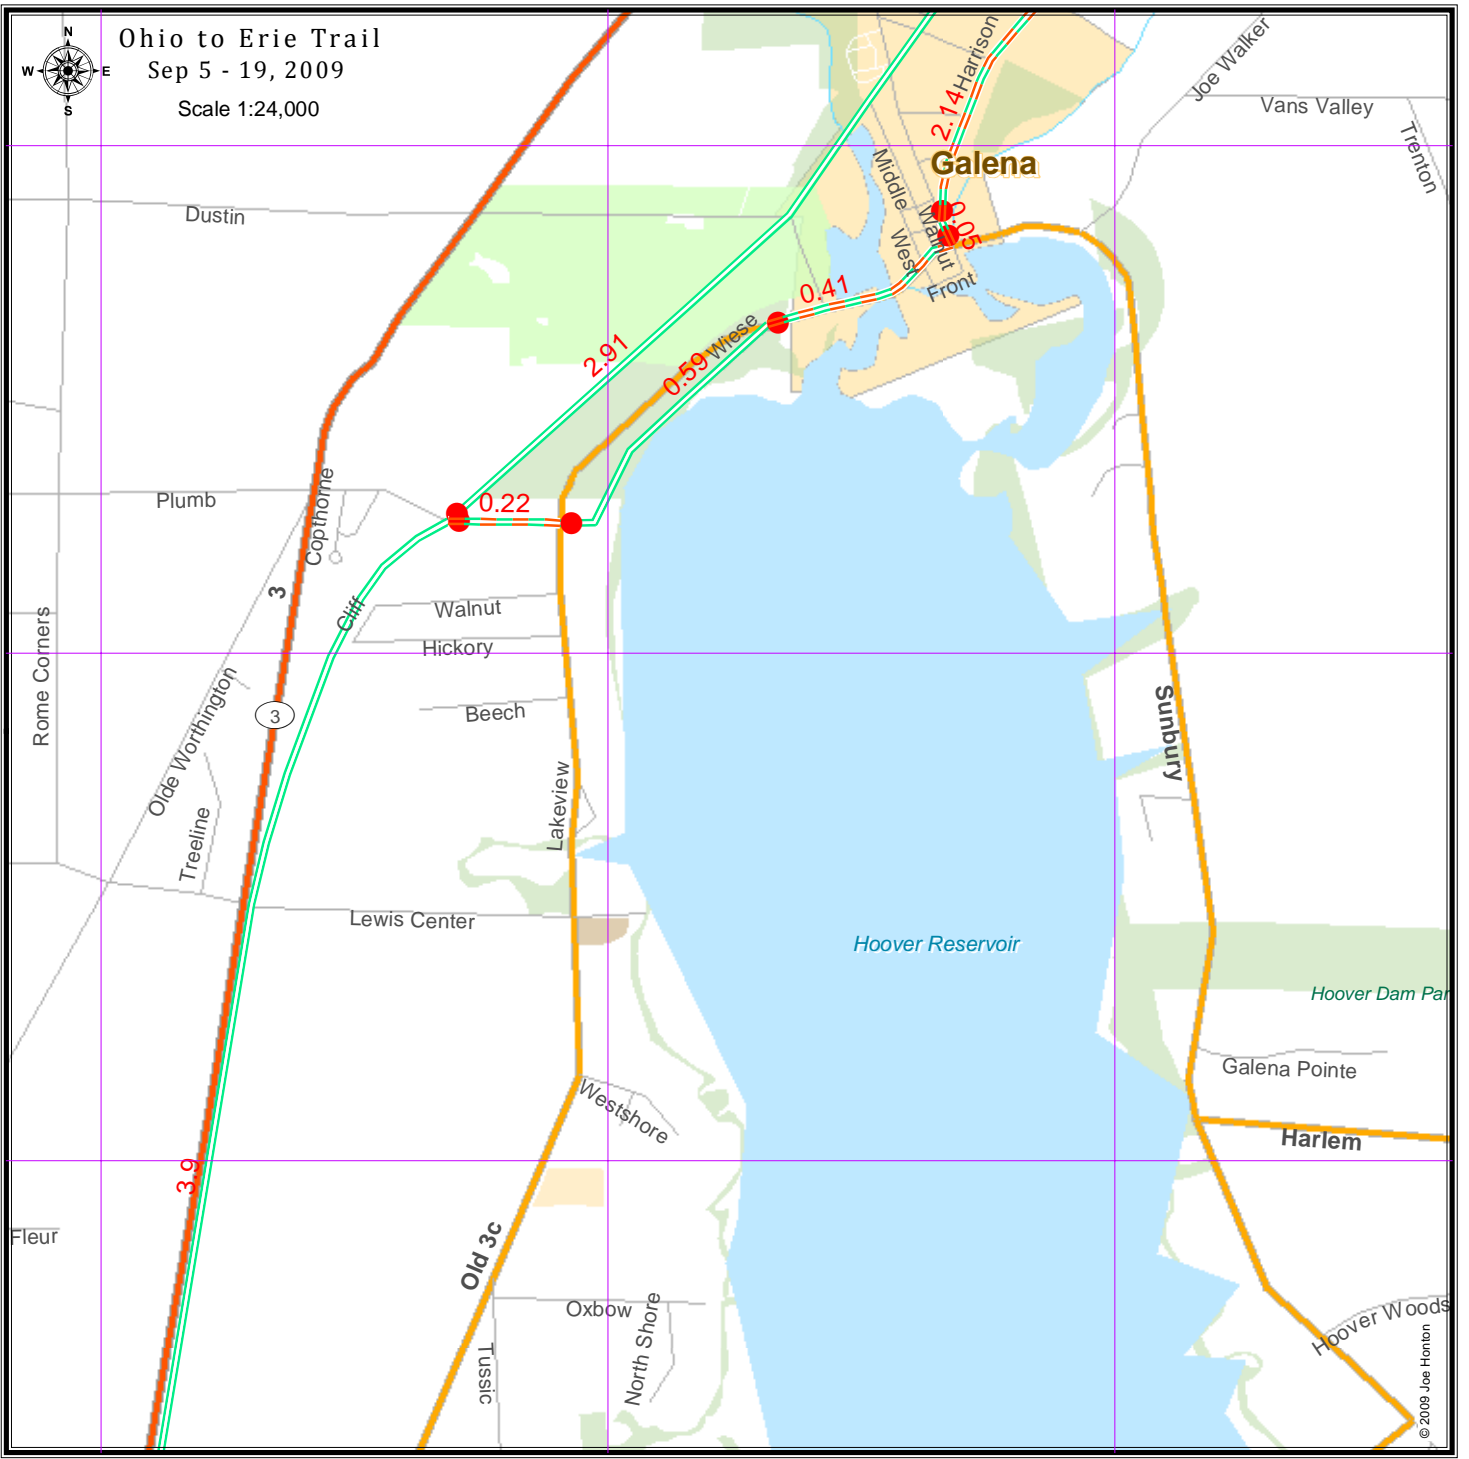 N
W E
S
Ohio to Erie Trail
Sep 5 - 19, 2009
Scale 1:24,000
Harrison
Joe Walker
Vans Valley
Trenton
2.14
Galena
Middle
Dustin
Walnut
0.05
West
Front
0.41
Wiese
2.91
0.59
Plumb
Copthorne
0.22
3
Cliff
Walnut
Hickory
Rome Corners
Olde Worthington
3
Beech
Sunbury
Lakeview
Treeline
Lewis Center
Hoover Reservoir
Hoover Dam Par
Galena Pointe
Westshore
Harlem
3.9
Fleur
Old 3c
Oxbow
North Shore
Tussic
Hoover Woods
© 2009 Joe Honton